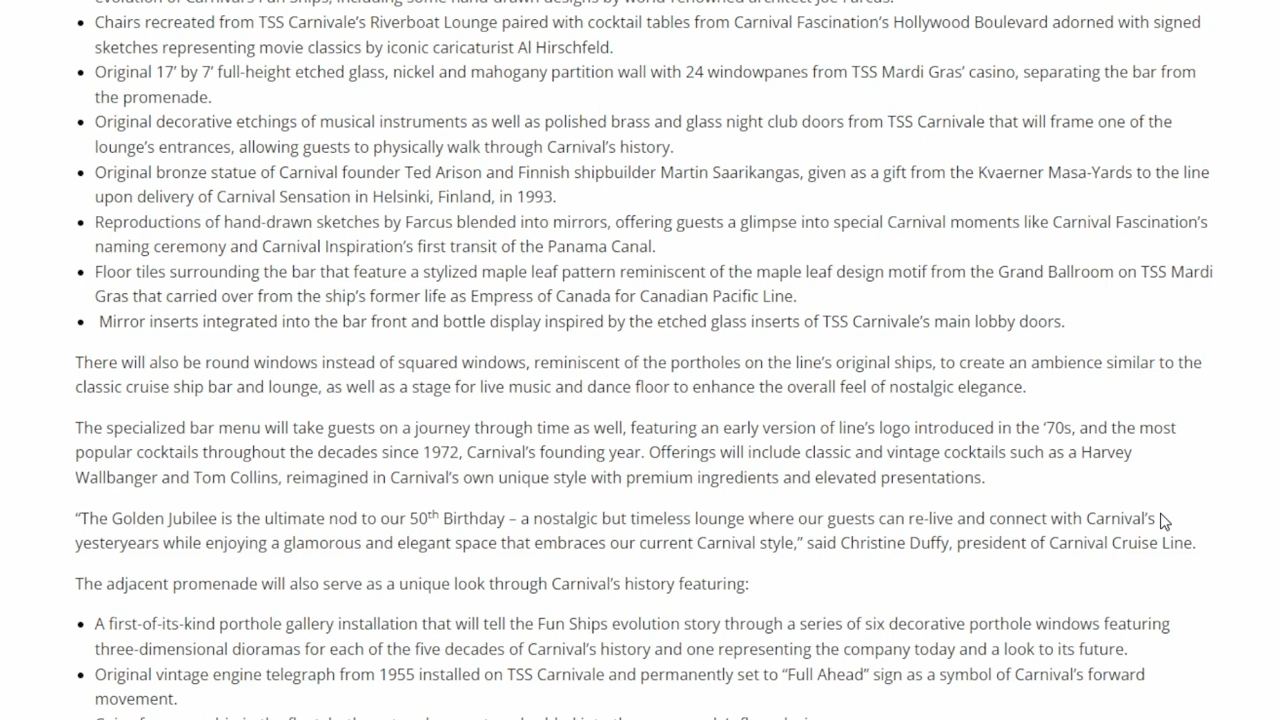 Chairs recreated from TSS Carnivale's Riverboat Lounge paired with cocktail tables from Carnival Fascination's Hollywood Boulevard adorned with signed
sketches representing movie classics by iconic caricaturist Al Hirschfeld.
Original 17' by 7' full-height etched glass, nickel and mahogany partition wall with 24 windowpanes from TSS Mardi Gras' casino, separating the bar from
the promenade.
Original decorative etchings of musical instruments as well as polished brass and glass night club doors from TSS Carnivale that will frame one of the
lounge's entrances, allowing guests to physically walk through Carnival's history.
Original bronze statue of Carnival founder Ted Arison and Finnish shipbuilder Martin Saarikangas, given as a gift from the Kvaerner Masa-Yards to the line
upon delivery of Carnival Sensation in Helsinki, Finland, in 1993.
Reproductions of hand-drawn sketches by Farcus blended into mirrors, offering guests a glimpse into special Carnival moments like Carnival Fascination's
naming ceremony and Carnival Inspiration's first transit of the Panama Canal.
Floor tiles surrounding the bar that feature a stylized maple leaf pattern reminiscent of the maple leaf design motif from the Grand Ballroom on TSS Mardi
Gras that carried over from the ship's former life as Empress of Canada for Canadian Pacific Line.
Mirror inserts integrated into the bar front and bottle display inspired by the etched glass inserts of TSS Carnivale's main lobby doors.
There will also be round windows instead of squared windows, reminiscent of the portholes on the line's original ships, to create an ambience similar to the
classic cruise ship bar and lounge, as well as a stage for live music and dance floor to enhance the overall feel of nostalgic elegance.
The specialized bar menu will take guests on a journey through time as well, featuring an early version of line's logo introduced in the '70s, and the most
popular cocktails throughout the decades since 1972, Carnival's founding year. Offerings will include classic and vintage cocktails such as a Harvey
Wallbanger and Tom Collins, reimagined in Carnival's own unique style with premium ingredients and elevated presentations.
“The Golden Jubilee is the ultimate nod to our 50th Birthday – a nostalgic but timeless lounge where our guests can re-live and connect with Carnival's
yesteryears while enjoying a glamorous and elegant space that embraces our current Carnival style,” said Christine Duffy, president of Carnival Cruise Line.
The adjacent promenade will also serve as a unique look through Carnival's history featuring:
A first-of-its-kind porthole gallery installation that will tell the Fun Ships evolution story through a series of six decorative porthole windows featuring
three-dimensional dioramas for each of the five decades of Carnival's history and one representing the company today and a look to its future.
Original vintage engine telegraph from 1955 installed on TSS Carnivale and permanently set to “Full Ahead” sign as a symbol of Carnival's forward
movement.